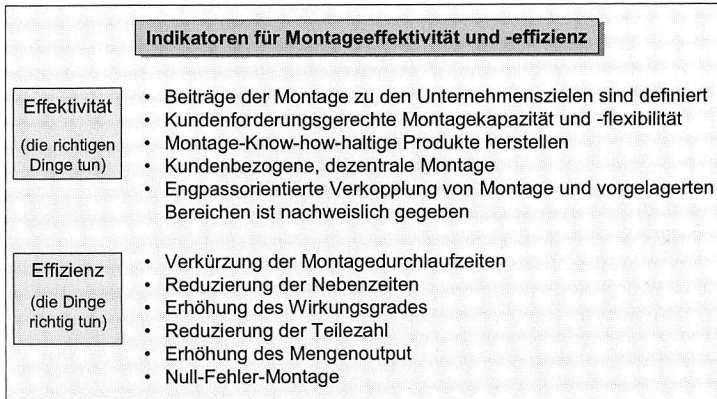 Indikatoren für Montageeffektivität und -effizienz
Effektivität
(die richtigen
Dinge tun)
• Beiträge der Montage zu den Unternehmenszielen sind definiert
• Kundenforderungsgerechte Montagekapazität und -flexibilität
• Montage-Know-how-haltige Produkte herstellen
• Kundenbezogene, dezentrale Montage
• Engpassorientierte Verkopplung von Montage und vorgelagerten
Bereichen ist nachweislich gegeben
Effizienz
(die Dinge
richtig tun)
• Verkürzung der Montagedurchlaufzeiten
• Reduzierung der Nebenzeiten
• Erhöhung des Wirkungsgrades
• Reduzierung der Teilezahl
• Erhöhung des Mengenoutput
• Null-Fehler-Montage